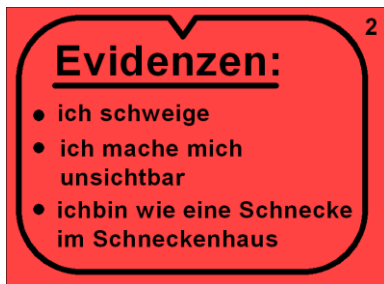 2
Evidenzen:
• ich schweige
• ich mache mich
unsichtbar
• ichbin wie eine Schnecke
im Schneckenhaus